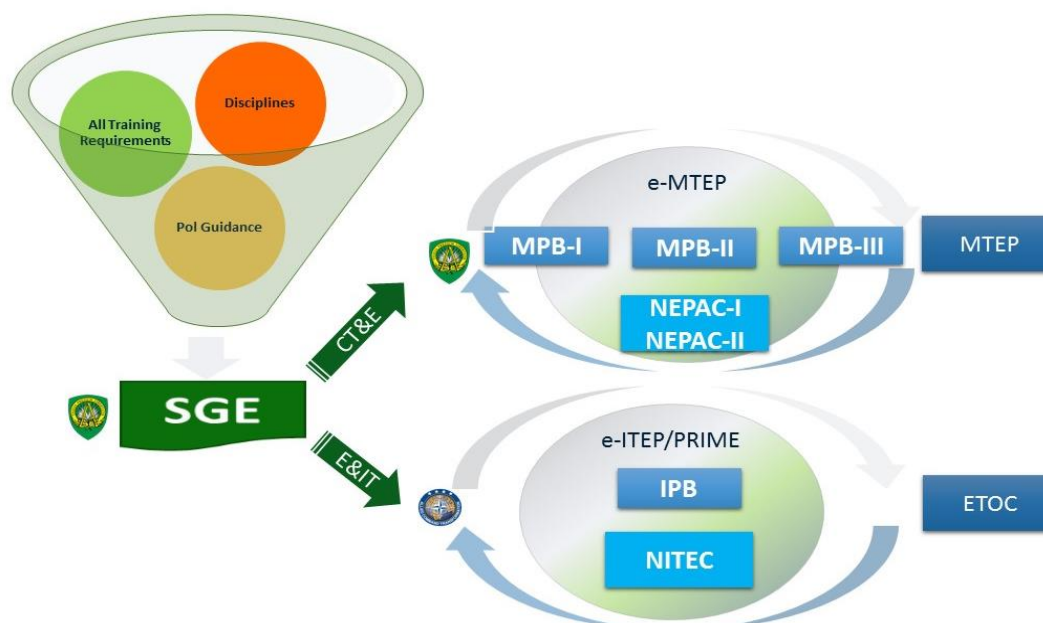 Disciplines
All Training
Requirements
Pol Guidance
e-MTEP
MPB-I
MPB-II
MPB-III
MTEP
NEPAC-I
NEPAC-II
CT&E
SGE
E&IT
e-ITEP/PRIME
IPB
NITEC
ETOC